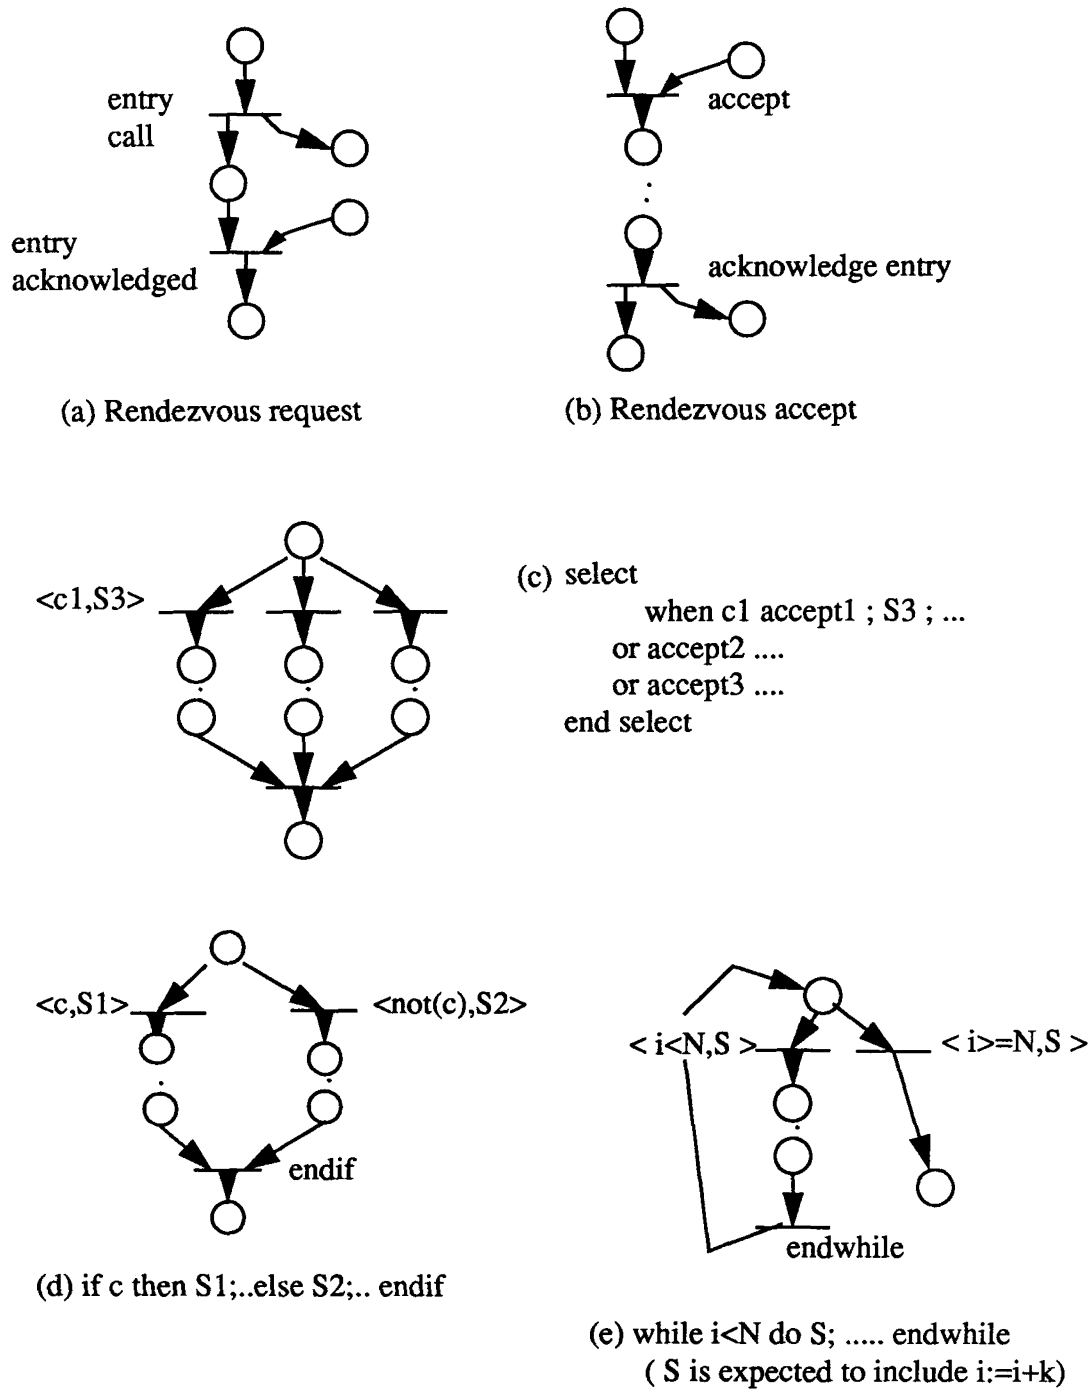 entry
call
accept
entry
acknowledged
acknowledge entry
(a) Rendezvous request
(b) Rendezvous accept
<c1,S3>
(c) select
when c1 accept1 ; S3 ; ...
or accept2 ....
or accept3 ....
end select
<c,S1>
<not(c),S2>
endif
(d) if c then S1;..else S2;.. endif
< i<N,S >
< i>=N,S >
endwhile
(e) while i<N do S; ..... endwhile
( S is expected to include i:=i+k)